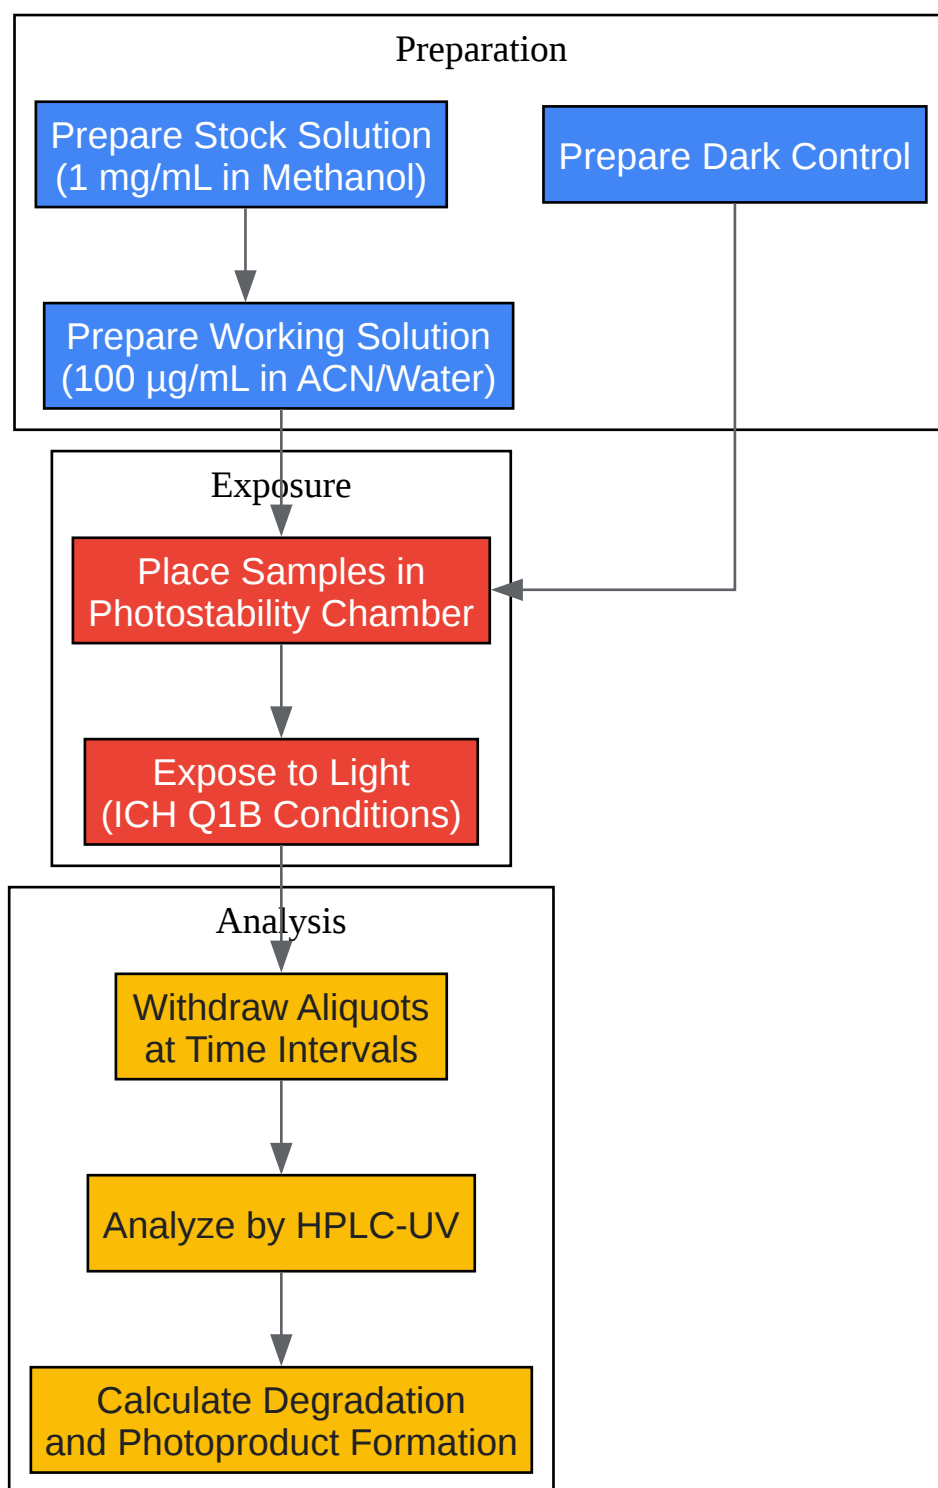 Preparation
Prepare Stock Solution
(1 mg/mL in Methanol)
Prepare Dark Control
Prepare Working Solution
(100 µg/mL in ACN/Water)
Exposure
Place Samples in
Photostability Chamber
Expose to Light
(ICH Q1B Conditions)
Analysis
Withdraw Aliquots
at Time Intervals
Analyze by HPLC-UV
Calculate Degradation
and Photoproduct Formation